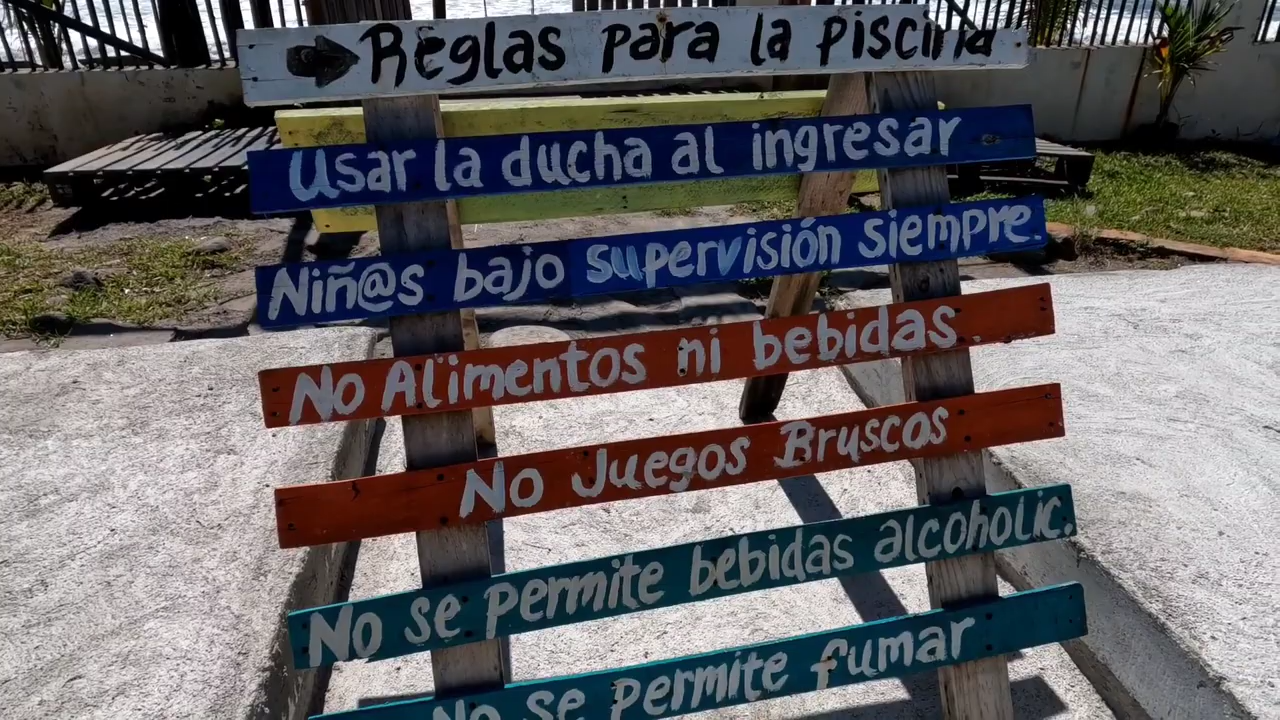 Reglas para la piscina
Usar la ducha al ingresar
Niñ@s bajo supervisión siempre.
No Alimentos ni bebidas.
No Juegos Bruscos
No se permite bebidas alcoholic.
No se permite fumar